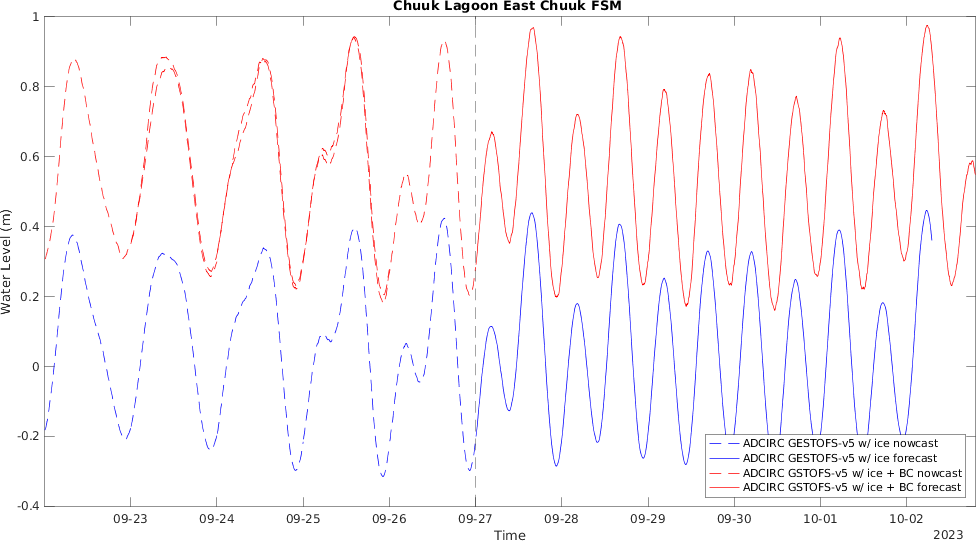 Chuuk Lagoon East Chuuk FSM
1
0.8
0.6
0.4
0.2
0
-0.2
-0.4
Water Level (m)
ADCIRC GESTOFS-v5 w/ ice nowcast
ADCIRC GESTOFS-v5 w/ ice forecast
ADCIRC GSTOFS-v5 w/ ice + BC nowcast
ADCIRC GSTOFS-v5 w/ ice + BC forecast
09-23 09-24 09-25 09-26 09-27 09-28 09-29 09-30 10-01 10-02
Time
2023